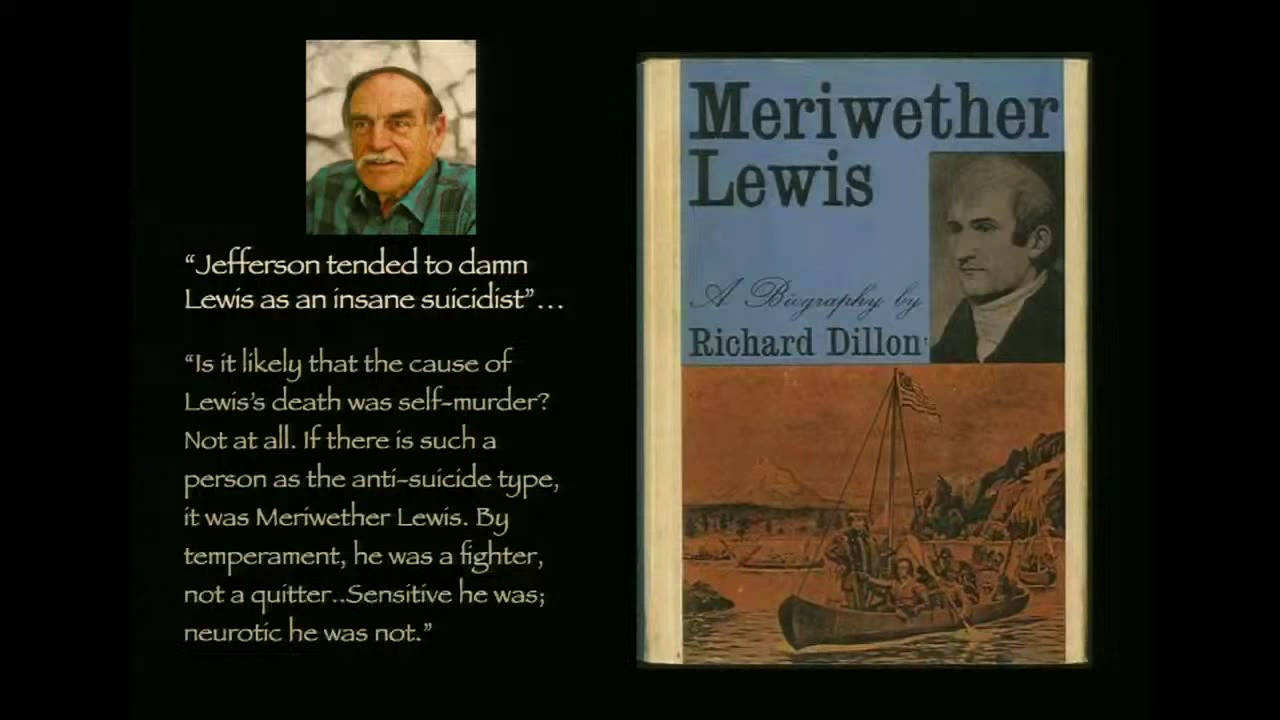 “Jefferson tended to damn
Lewis as an insane suicidist”...
“Is it likely that the cause of
Lewis’s death was self-murder?
Not at all. If there is such a
person as the anti-suicide type,
it was Meriwether Lewis. By
temperament, he was a fighter,
not a quitter..Sensitive he was;
neurotic he was not.”
Meriwether
Lewis
A Biography by
Richard Dillon